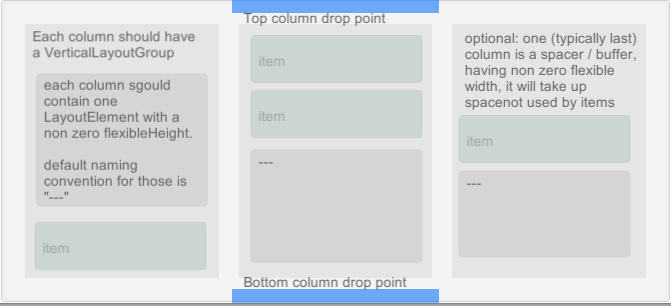 Each column should have
a VerticalLayoutGroup
each column sgould
contain one
LayoutElement with a
non zero flexibleHeight.
default naming
convention for those is
"---"
item
Top column drop point
item
item
---
Bottom column drop point
optional: one (typically last)
column is a spacer / buffer,
having non zero flexible
width, it will take up
spacenot used by items
item
---